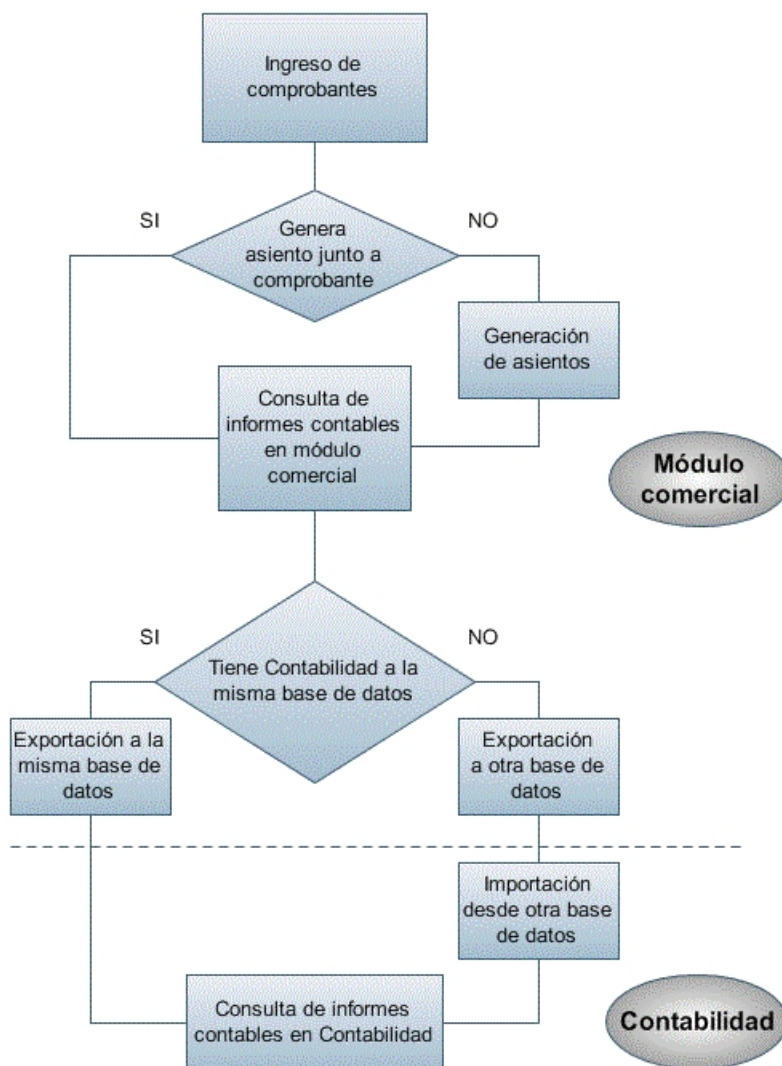 Ingreso de
comprobantes
SI
NO
Genera
asiento junto a
comprobante
Generación
de asientos
Consulta de
informes contables
en módulo
comercial
Módulo
comercial
SI
NO
Tiene Contabilidad a la
misma base de datos
Exportación a la
misma base de
datos
Exportación
a otra base de
datos
Importación
desde otra base
de datos
Consulta de informes
contables en Contabilidad
Contabilidad